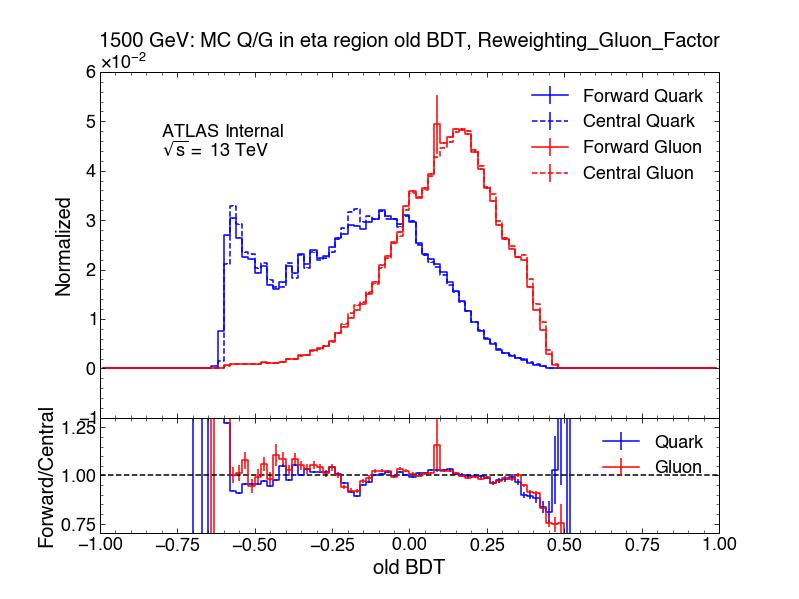 1500 GeV: MC Q/G in eta region old BDT, Reweighting_Gluon_Factor
×10⁻²
6
5
4
3
2
1
0
−1
Normalized
ATLAS Internal
√s = 13 TeV
Forward Quark
Central Quark
Forward Gluon
Central Gluon
1.25
1.00
0.75
Forward/Central
Quark
Gluon
−1.00 −0.75 −0.50 −0.25 0.00 0.25 0.50 0.75 1.00
old BDT